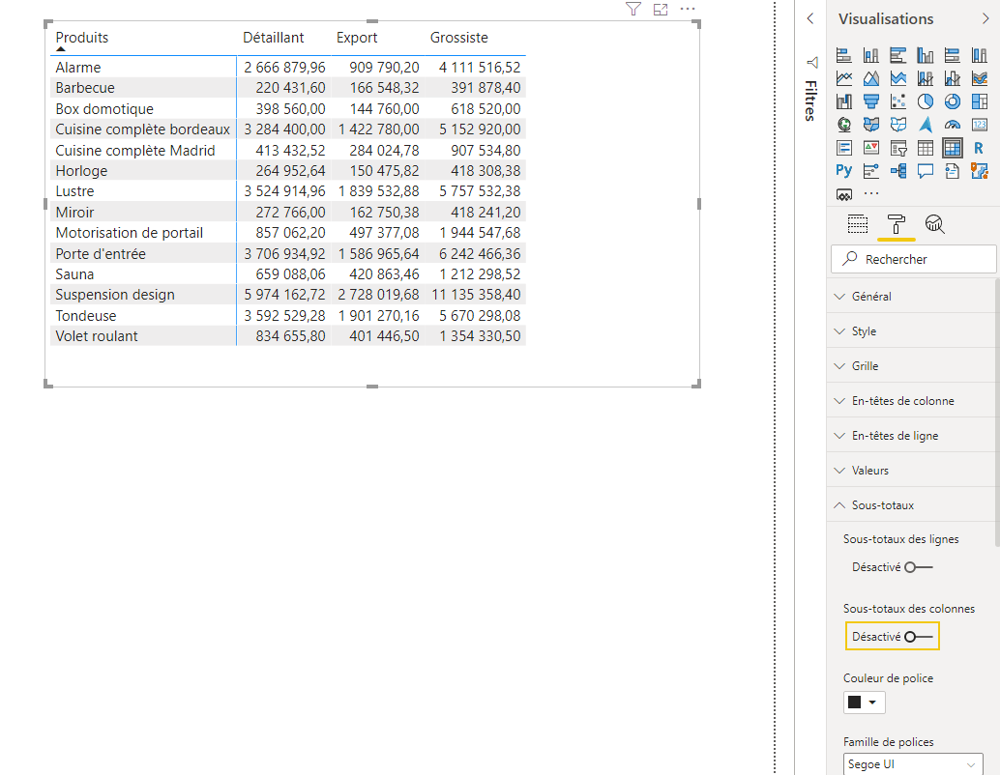 Produits Détaillant Export Grossiste
Alarme 2 666 879,96 909 790,20 4 111 516,52
Barbecue 220 431,60 166 548,32 391 878,40
Box domotique 398 560,00 144 760,00 618 520,00
Cuisine complète bordeaux 3 284 400,00 1 422 780,00 5 152 920,00
Cuisine complète Madrid 413 432,52 284 024,78 907 534,80
Horloge 264 952,64 150 475,82 418 308,38
Lustre 3 524 914,96 1 839 532,88 5 757 532,38
Miroir 272 766,00 162 750,38 418 241,20
Motorisation de portail 857 062,20 497 377,08 1 944 547,68
Porte d'entrée 3 706 934,92 1 586 965,64 6 242 466,36
Sauna 659 088,06 420 863,46 1 212 298,52
Suspension design 5 974 162,72 2 728 019,68 11 135 358,40
Tondeuse 3 592 529,28 1 901 270,16 5 670 298,08
Volet roulant 834 655,80 401 446,50 1 354 330,50
Filtres
Visualisations
123
R
Py
Rechercher
Général
Style
Grille
En-têtes de colonne
En-têtes de ligne
Valeurs
Sous-totaux
Sous-totaux des lignes
Désactivé
Sous-totaux des colonnes
Désactivé
Couleur de police
Famille de polices
Segoe UI